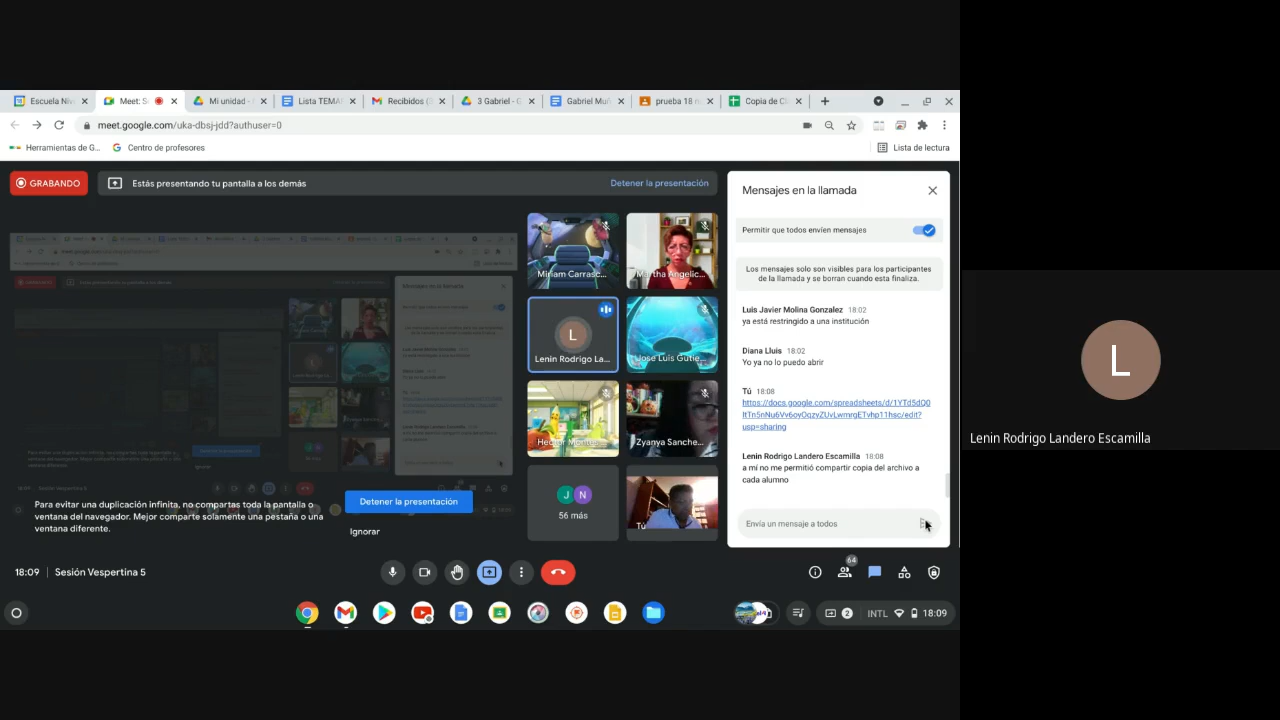 Escuela Niv
Meet: S
Mi unidad -
Lista TEMA
Recibidos (
3 Gabriel - G
Gabriel Mu
prueba 18 n
Copia de C
meet.google.com/uka-dbsj-jdd?authuser=0
Herramientas de G...
Centro de profesores
Lista de lectura
GRABANDO
Estás presentando tu pantalla a los demás
Detener la presentación
Mensajes en la llamada
Permitir que todos envíen mensajes
Los mensajes solo son visibles para los participantes
de la llamada y se borran cuando esta finaliza.
Luis Javier Molina Gonzalez 18:02
ya está restringido a una institución
Diana Lluis 18:02
Yo ya no lo puedo abrir
Tú 18:08
https://docs.google.com/spreadsheets/d/1YTd5dQ0
ItTn5nNu6Vv6oyOqzvZUvLwmrgETvhp11hsc/edit?
usp=sharing
Lenin Rodrigo Landero Escamilla 18:08
a mí no me permitió compartir copia del archivo a
cada alumno
Envía un mensaje a todos
Miriam Carrasc...
Martha Angelic...
L
Lenin Rodrigo La...
Jose Luis Gutie...
Hector Montes...
Zyanya Sanche...
J N
56 más
Tú
Para evitar una duplicación infinita, no compartas toda la pantalla o
ventana del navegador. Mejor comparte solamente una pestaña o una
ventana diferente.
Detener la presentación
Ignorar
18:09 | Sesión Vespertina 5
64
2
INTL
18:09
L
Lenin Rodrigo Landero Escamilla